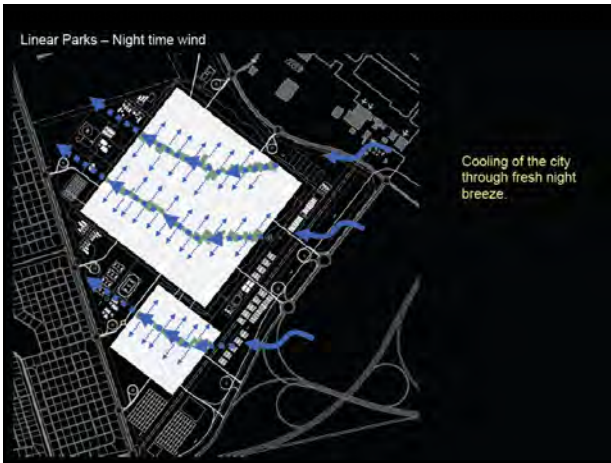 Linear Parks – Night time wind
Cooling of the city
through fresh night
breeze.